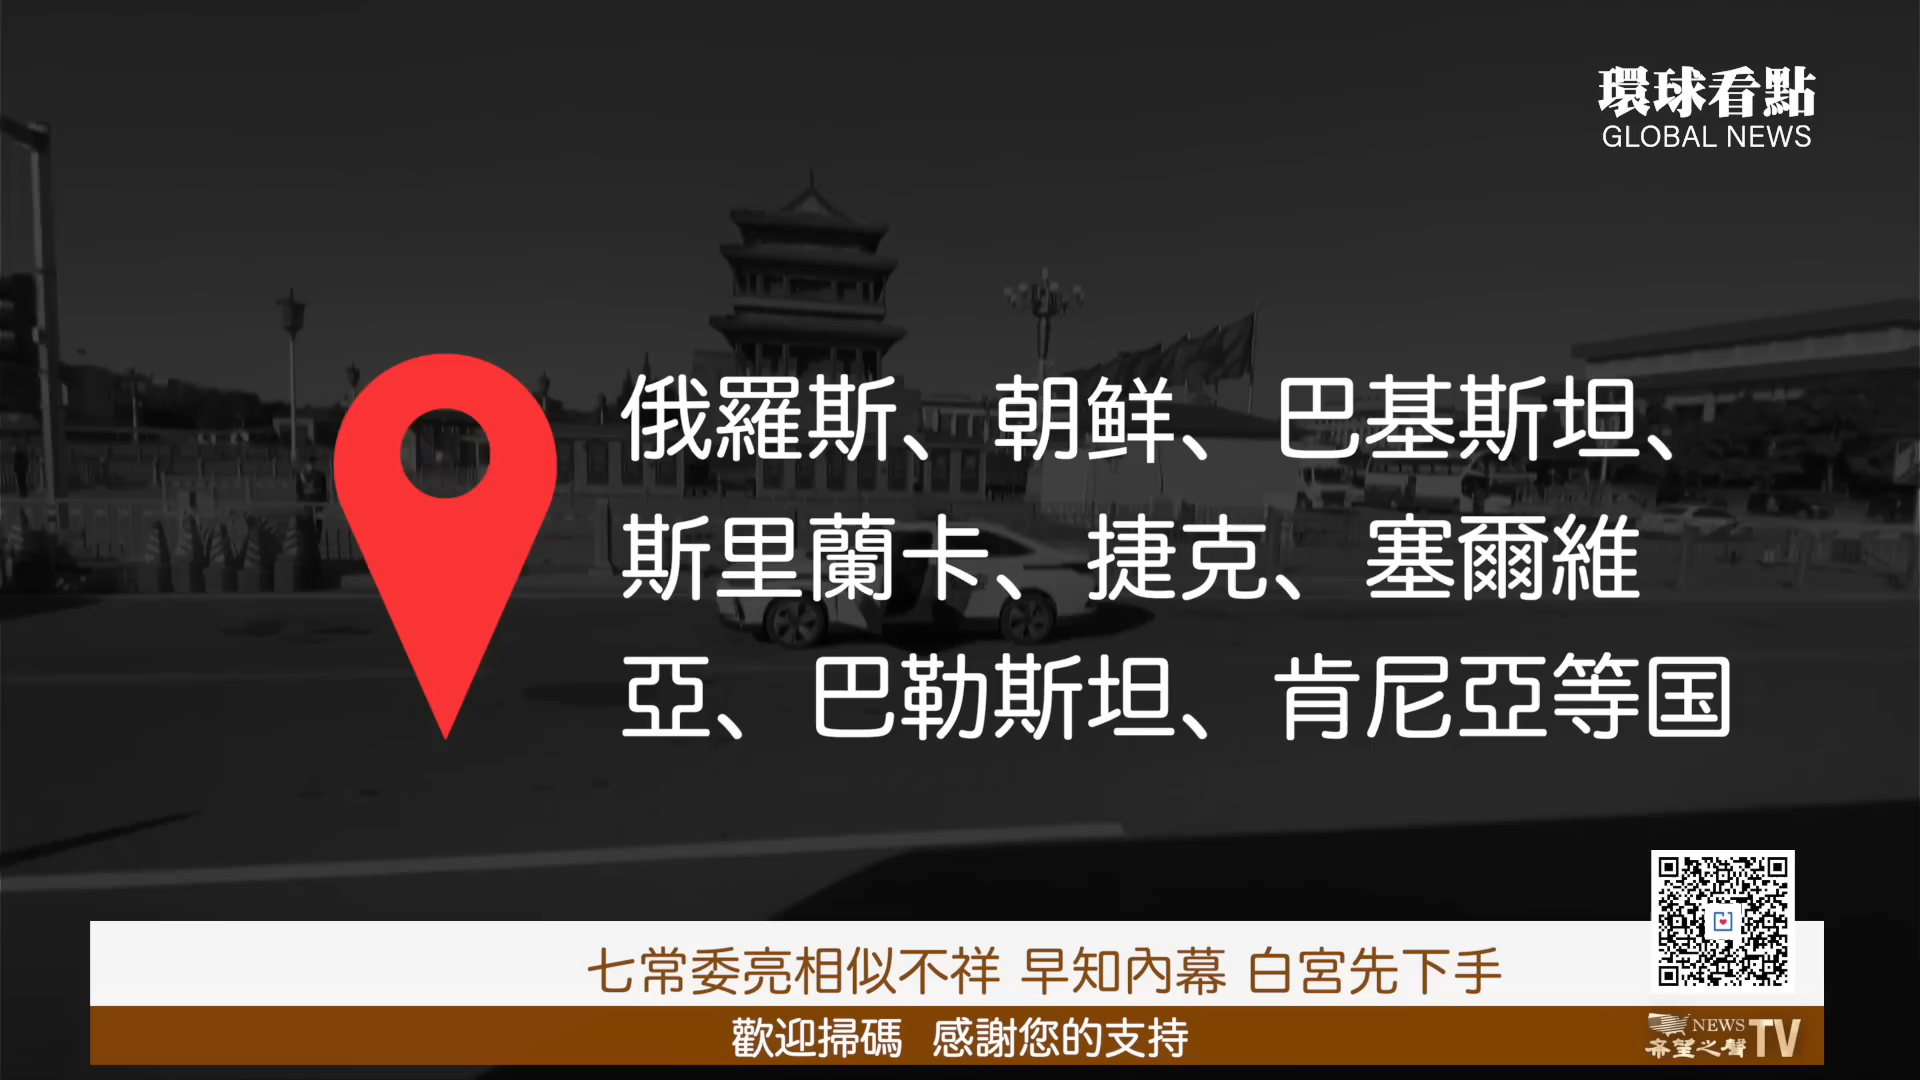 環球看點
GLOBAL NEWS
俄羅斯、朝鲜、巴基斯坦、
斯里蘭卡、捷克、塞爾維
亞、巴勒斯坦、肯尼亞等国
七常委亮相似不祥 早知內幕 白宮先下手
歡迎掃碼 感謝您的支持
NEWS
希望之聲
TV